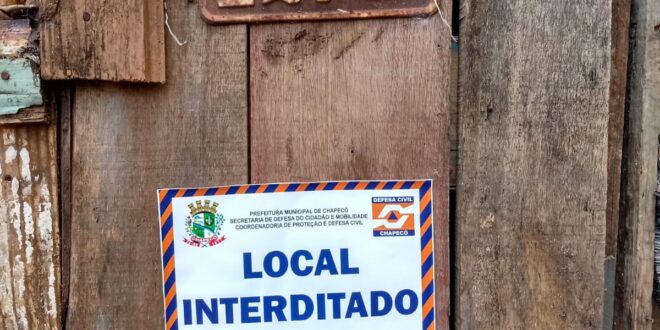 PREFEITURA MUNICIPAL DE CHAPECÓ
SECRETARIA DE DEFESA DO CIDADÃO E MOBILIDADE
COORDENADORIA DE PROTEÇÃO E DEFESA CIVIL
DEFESA CIVIL
CHAPECÓ
LOCAL
INTERDITADO